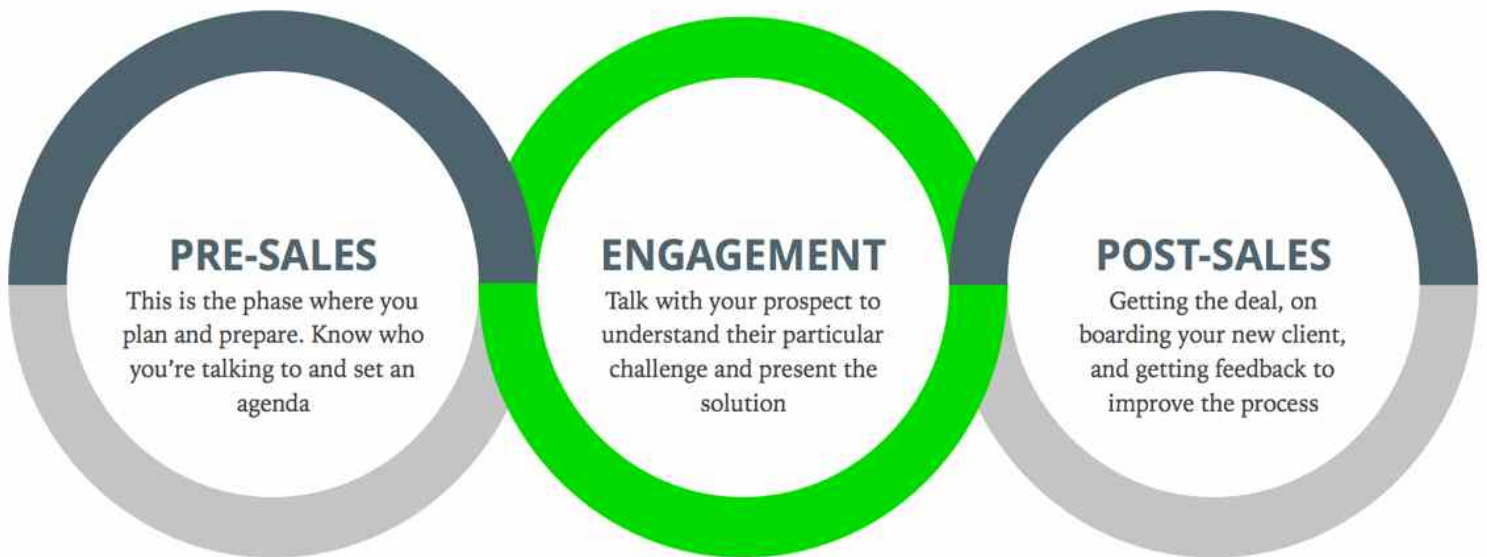 PRE-SALES
This is the phase where you
plan and prepare. Know who
you're talking to and set an
agenda
ENGAGEMENT
Talk with your prospect to
understand their particular
challenge and present the
solution
POST-SALES
Getting the deal, on
boarding your new client,
and getting feedback to
improve the process